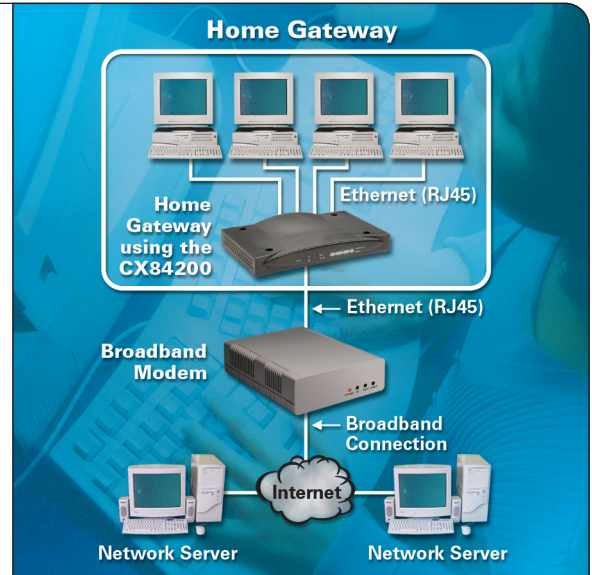 Home Gateway
Ethernet (RJ45)
Home
Gateway
using the
CX84200
Ethernet (RJ45)
Broadband
Modem
Broadband
Connection
Internet
Network Server
Network Server